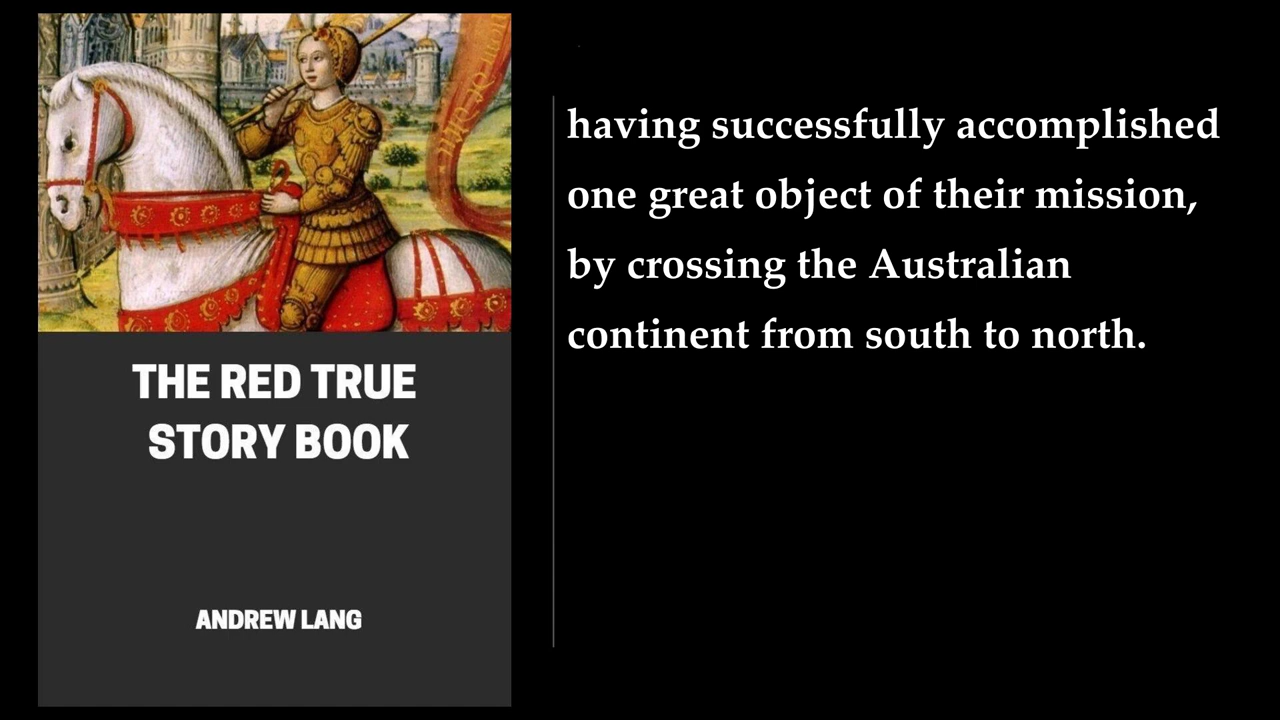 THE RED TRUE
STORY BOOK
ANDREW LANG
having successfully accomplished
one great object of their mission,
by crossing the Australian
continent from south to north.